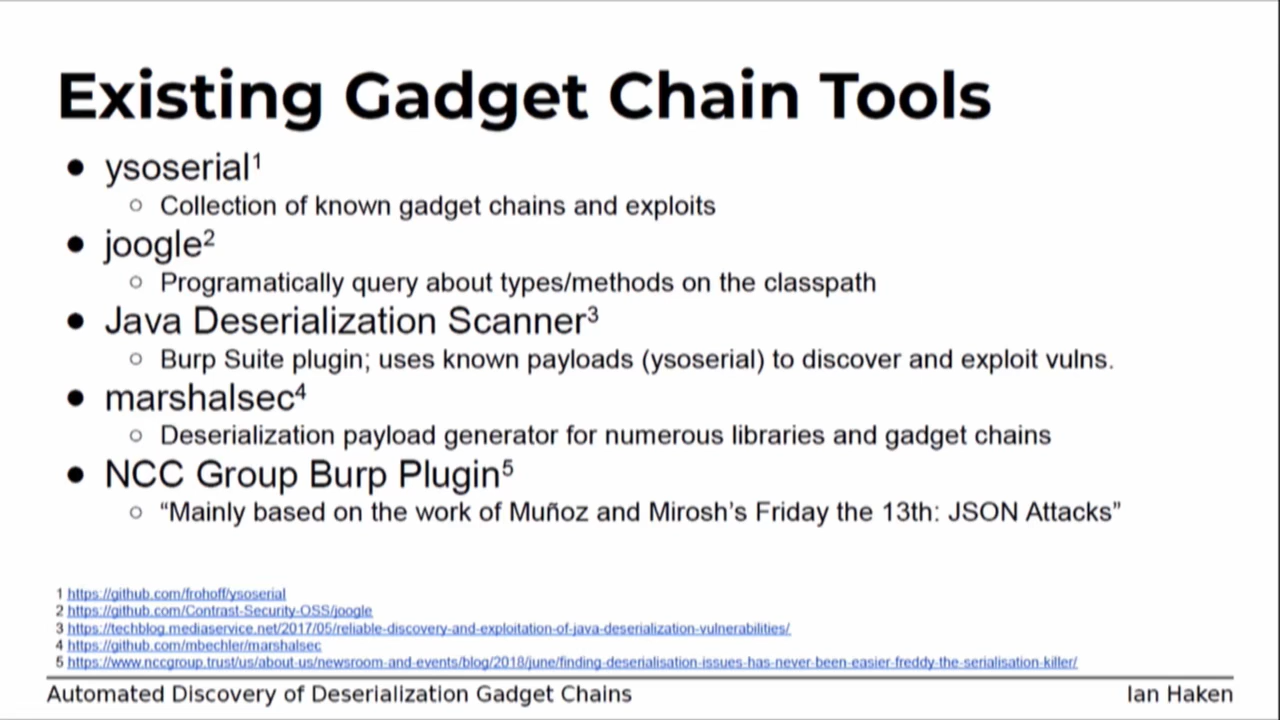 Existing Gadget Chain Tools
● ysoserial¹
○ Collection of known gadget chains and exploits
● joogle²
○ Programatically query about types/methods on the classpath
● Java Deserialization Scanner³
○ Burp Suite plugin; uses known payloads (ysoserial) to discover and exploit vulns.
● marshalsec⁴
○ Deserialization payload generator for numerous libraries and gadget chains
● NCC Group Burp Plugin⁵
○ “Mainly based on the work of Muñoz and Mirosh’s Friday the 13th: JSON Attacks”
1 https://github.com/frohoff/ysoserial
2 https://github.com/Contrast-Security-OSS/joogle
3 https://techblog.mediaservice.net/2017/05/reliable-discovery-and-exploitation-of-java-deserialization-vulnerabilities/
4 https://github.com/mbechler/marshalsec
5 https://www.nccgroup.trust/us/about-us/newsroom-and-events/blog/2018/june/finding-deserialisation-issues-has-never-been-easier-freddy-the-serialisation-killer/
Automated Discovery of Deserialization Gadget Chains
Ian Haken